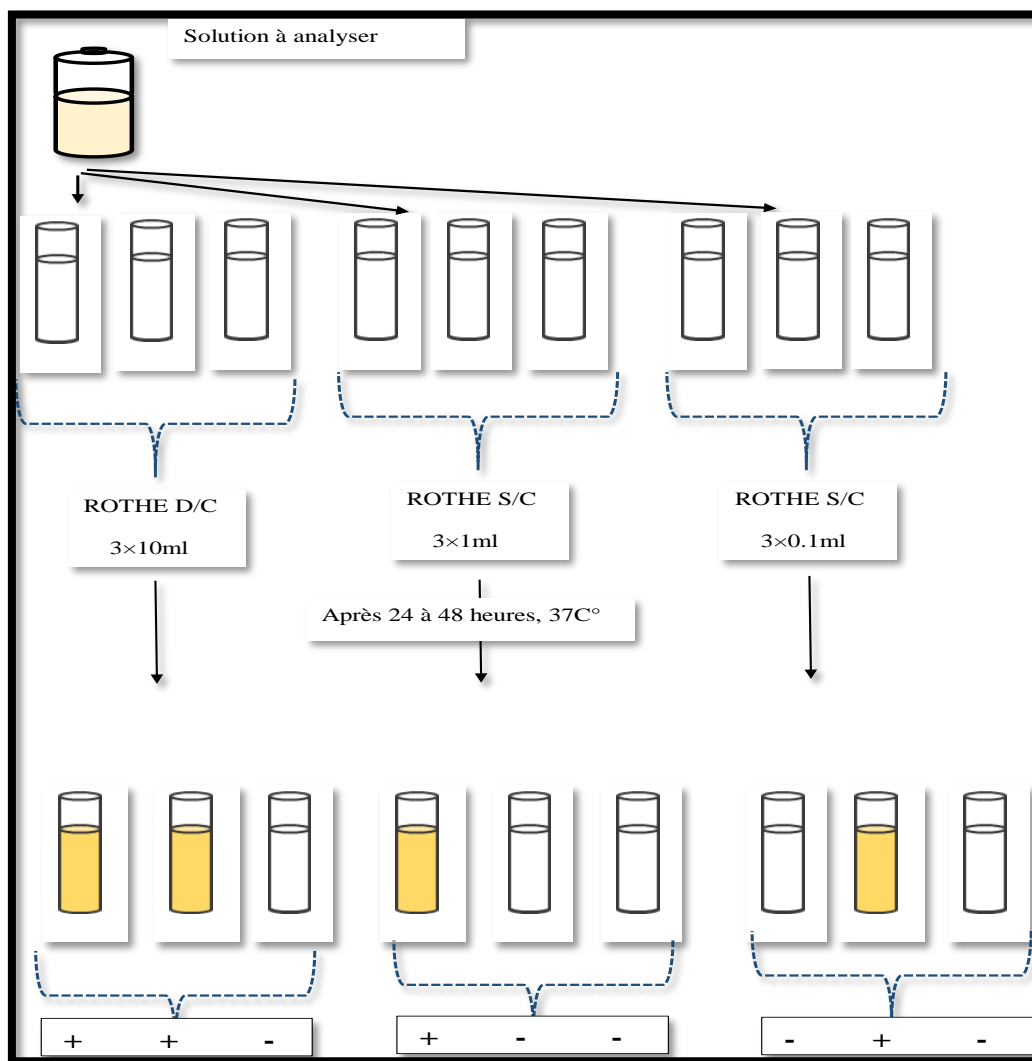 Solution à analyser
ROTHE D/C
3×10ml
ROTHE S/C
3×1ml
ROTHE S/C
3×0.1ml
Après 24 à 48 heures, 37C°
+ + -
+ - -
- + -